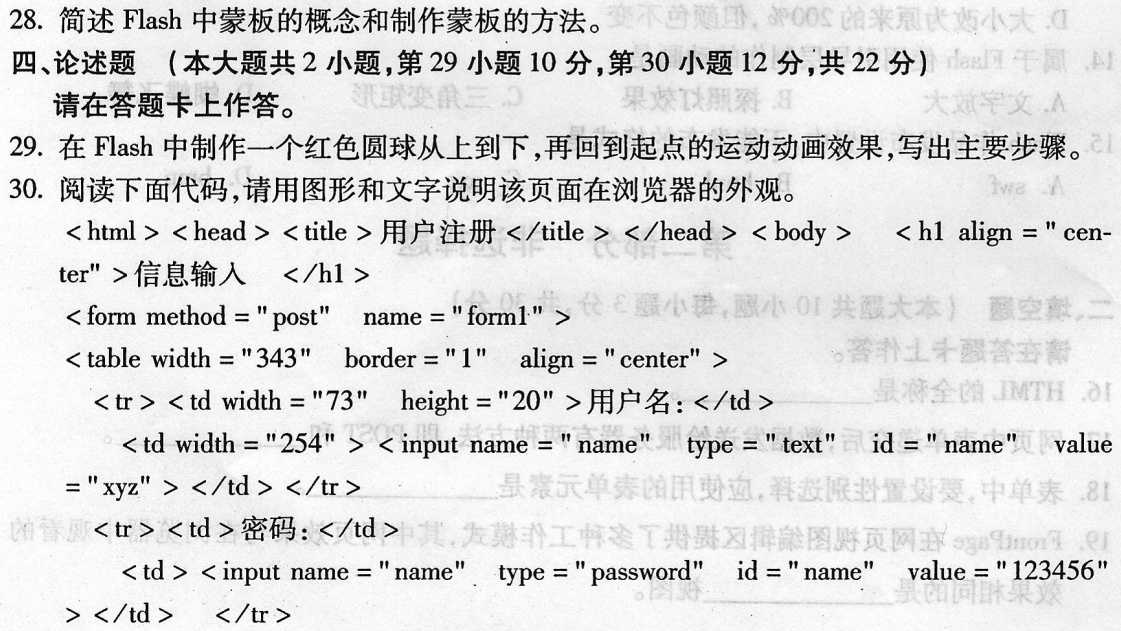 28. 简述 Flash 中蒙板的概念和制作蒙板的方法。
四、论述题 (本大题共 2 小题,第 29 小题 10 分,第 30 小题 12 分,共 22 分)
请在答题卡上作答。
29. 在 Flash 中制作一个红色圆球从上到下,再回到起点的运动动画效果,写出主要步骤。
30. 阅读下面代码,请用图形和文字说明该页面在浏览器的外观。
<html> <head> <title>用户注册</title> </head> <body> <h1 align = "cen-
ter" >信息输入 </h1>
<form method = "post" name = "form1" >
<table width = "343" border = "1" align = "center" >
<tr> <td width = "73" height = "20" >用户名:</td>
<td width = "254" > <input name = "name" type = "text" id = "name" value
= "xyz" > </td> </tr>
<tr> <td>密码:</td>
<td> <input name = "name" type = "password" id = "name" value = "123456"
> </td> </tr>